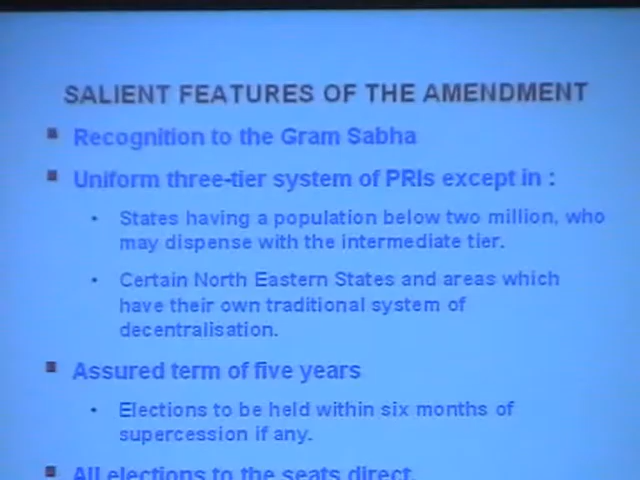 SALIENT FEATURES OF THE AMENDMENT
▪ Recognition to the Gram Sabha
▪ Uniform three-tier system of PRIs except in :
• States having a population below two million, who
may dispense with the intermediate tier.
• Certain North Eastern States and areas which
have their own traditional system of
decentralisation.
▪ Assured term of five years
• Elections to be held within six months of
supercession if any.
▪ All elections to the seats direct.